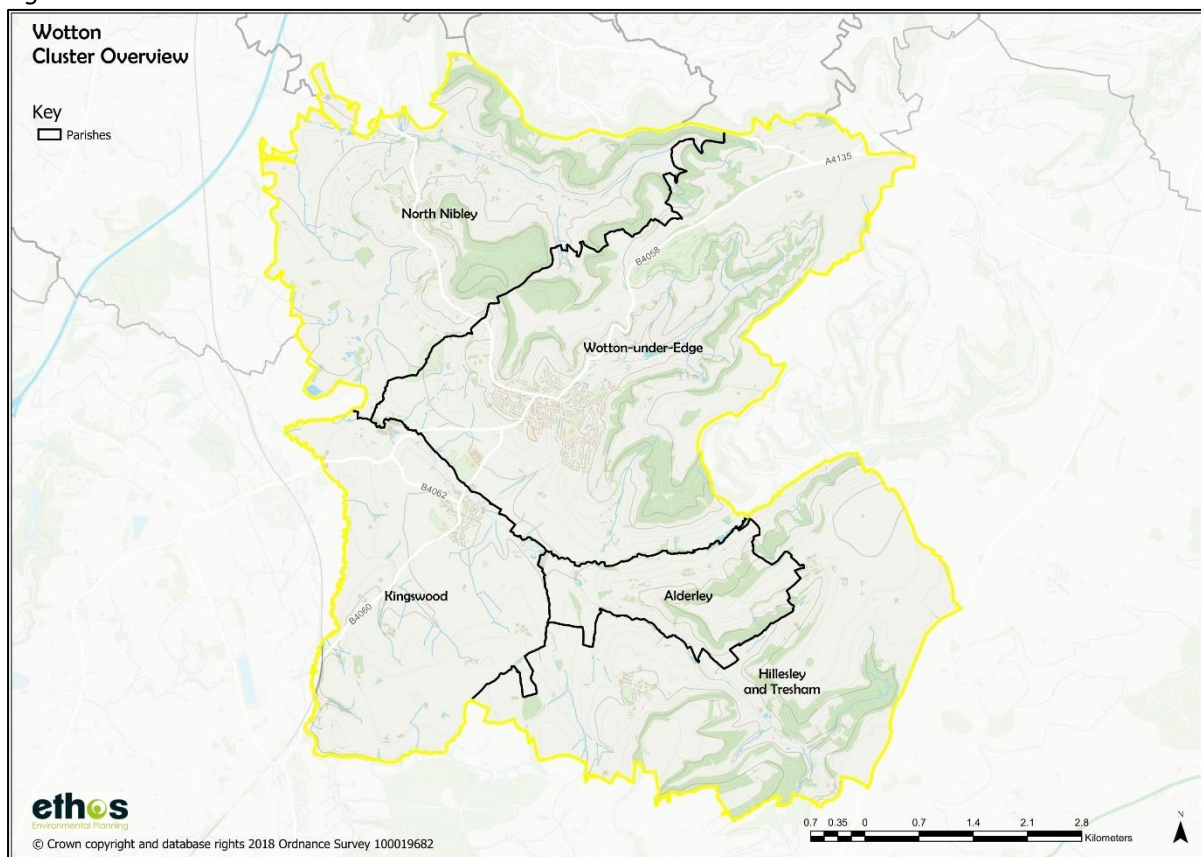 Wotton
Cluster Overview
Key
Parishes
A4135
North Nibley
B4058
Wotton-under-Edge
B4062
Kingswood
Alderley
B4060
Hillesley
and Tresham
ethos
Environmental Planning
© Crown copyright and database rights 2018 Ordnance Survey 100019682
0.7 0.35 0 0.7 1.4 2.1 2.8
Kilometers
N